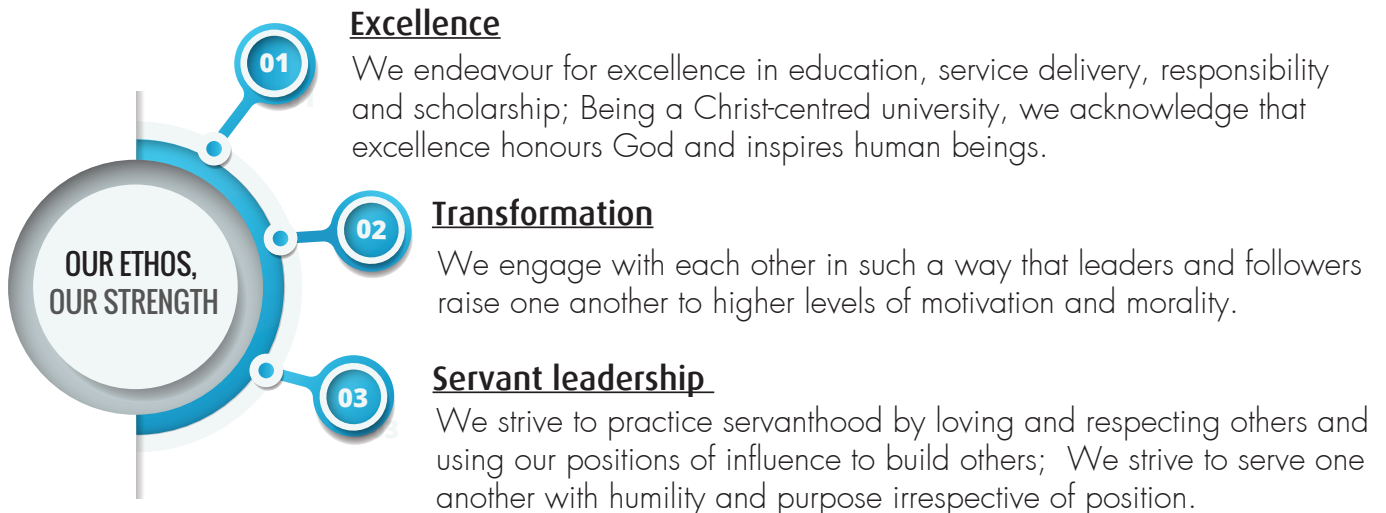 OUR ETHOS,
OUR STRENGTH
01
Excellence
We endeavour for excellence in education, service delivery, responsibility
and scholarship; Being a Christ-centred university, we acknowledge that
excellence honours God and inspires human beings.
02
Transformation
We engage with each other in such a way that leaders and followers
raise one another to higher levels of motivation and morality.
03
Servant leadership
We strive to practice servanthood by loving and respecting others and
using our positions of influence to build others;  We strive to serve one
another with humility and purpose irrespective of position.